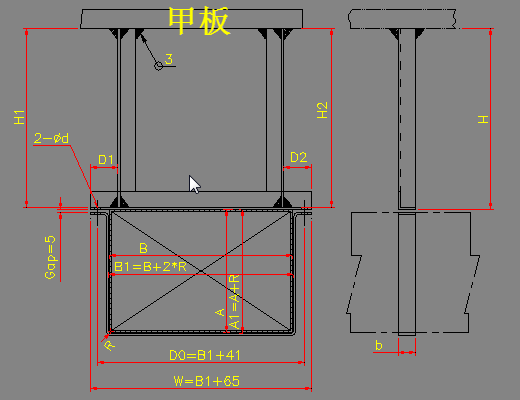 甲板
3
H1
H2
H
2-ød
D1
D2
Gap=5
B
B1=B+2*R
A
A1=A+R
R
D0=B1+41
b
W=B1+65